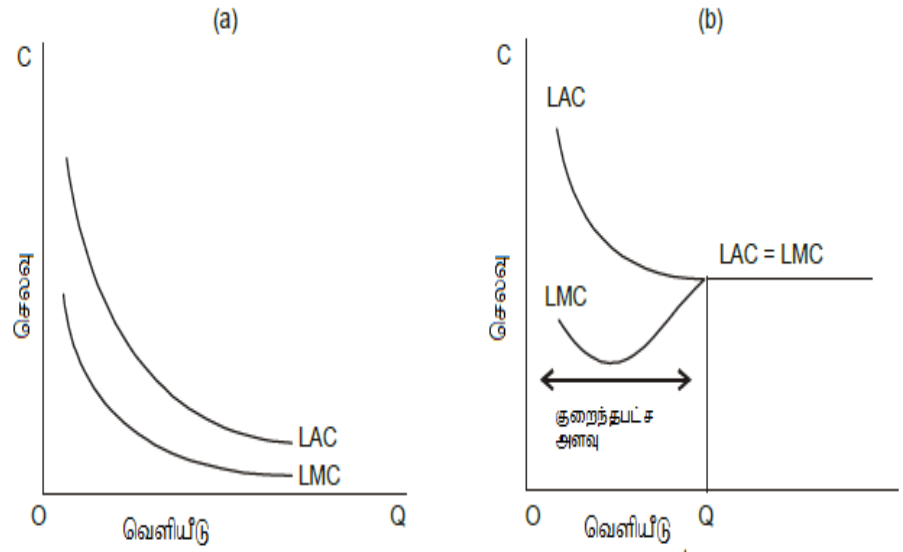 (a)
C
செலவு
LAC
LMC
O
வெளியீடு
Q
(b)
C
LAC
LAC = LMC
LMC
செலவு
குறைந்தபட்ச
அளவு
O
வெளியீடு
Q